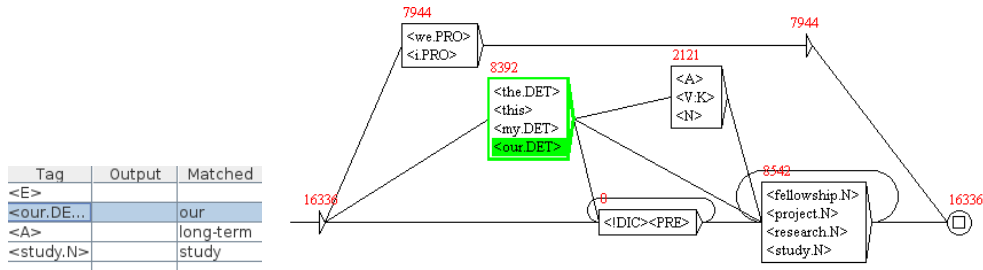 Tag Output Matched
<E>
<our.DE... our
<A> long-term
<study.N> study
16336
7944
<we.PRO>
<i.PRO>
7944
8392
<the.DET>
<this>
<my.DET>
<our.DET>
2121
<A>
<V:K>
<N>
0
<!DIC><PRE>
8542
<fellowship.N>
<project.N>
<research.N>
<study.N>
16336